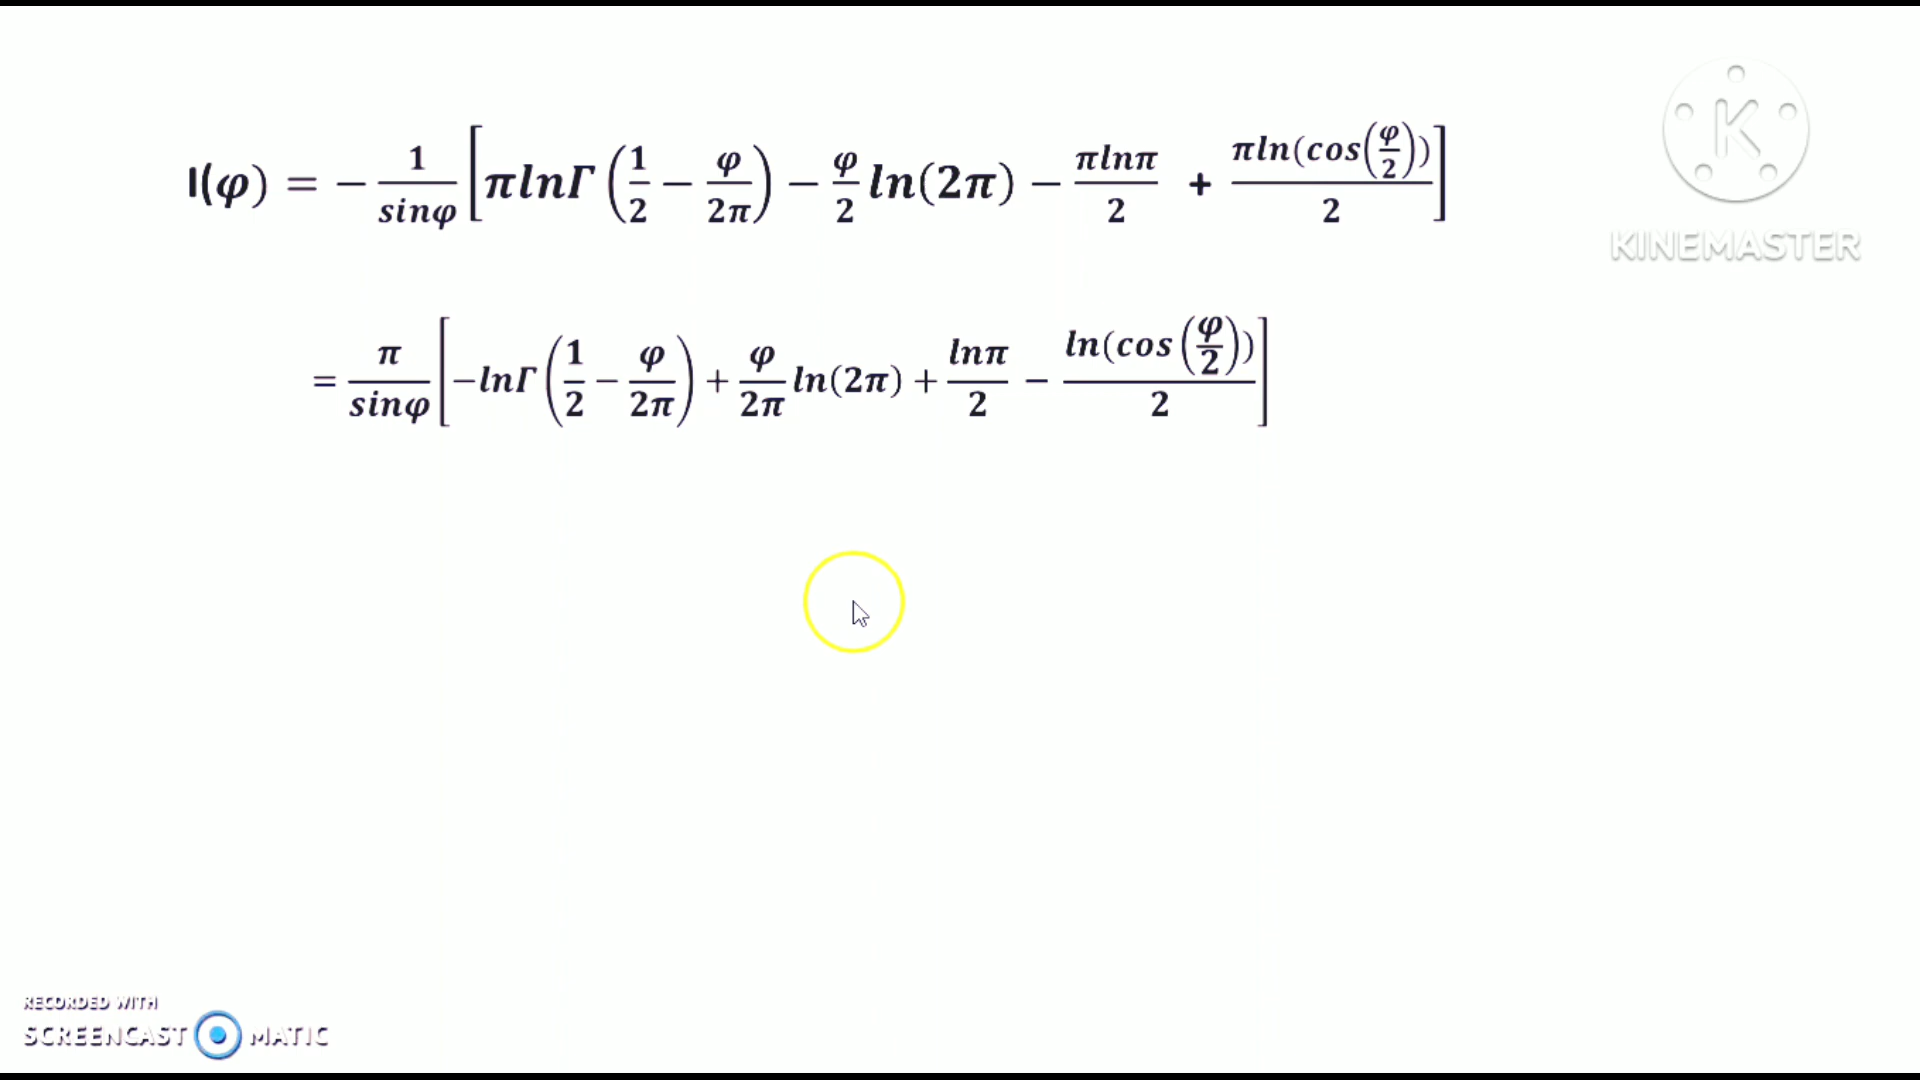 I(φ) = − 1/sinφ [πlnΓ(1/2 − φ/2π) − φ/2 ln(2π) − πlnπ/2 + πln(cos(φ/2))/2]
= π/sinφ [−lnΓ(1/2 − φ/2π) + φ/2π ln(2π) + lnπ/2 − ln(cos(φ/2))/2]
K
KINEMASTER
RECORDED WITH
SCREENCAST MATIC